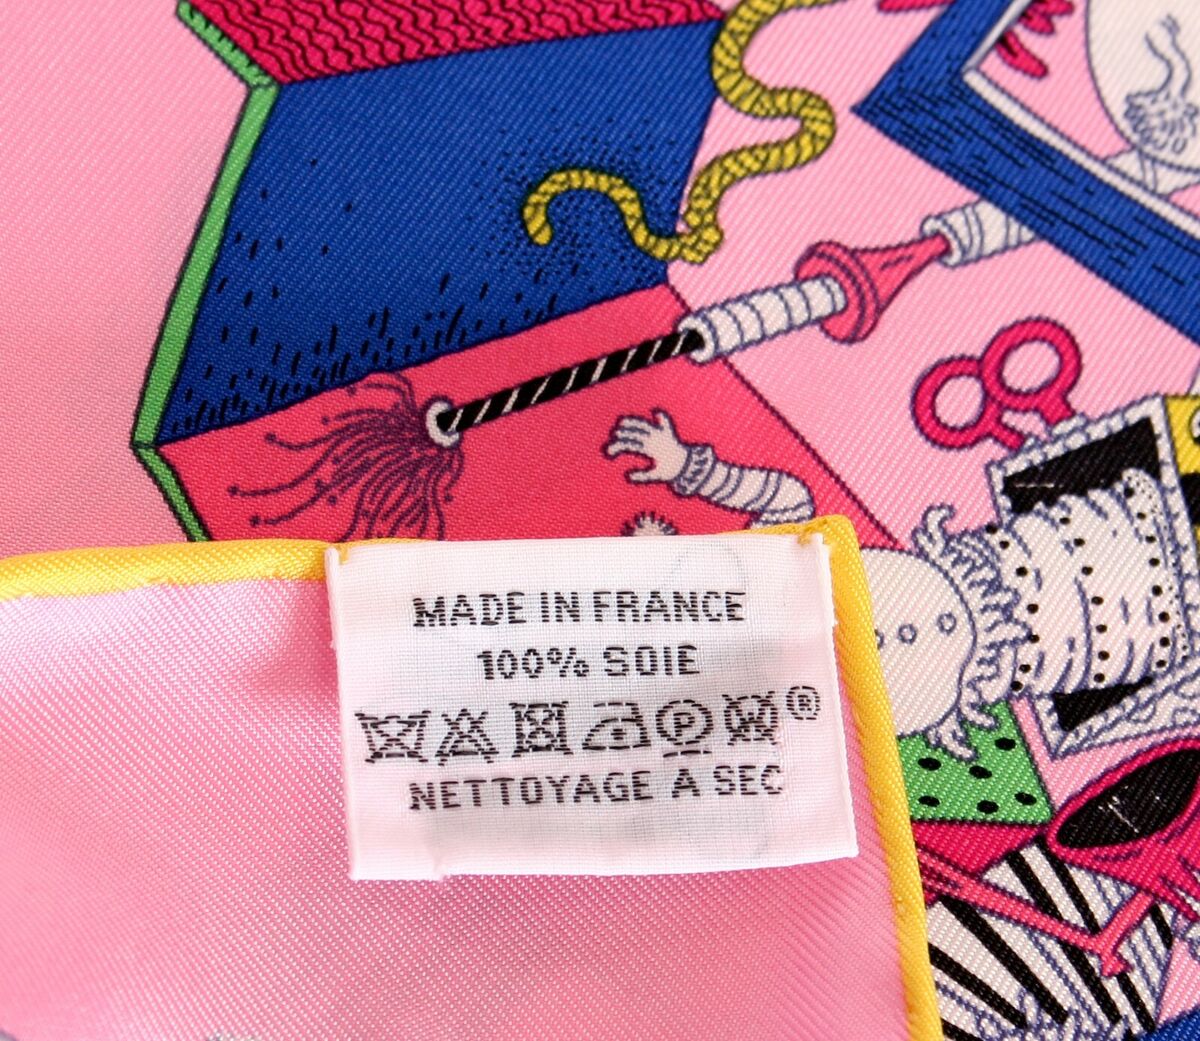 MADE IN FRANCE
100% SOIE
P W ®
NETTOYAGE À SEC